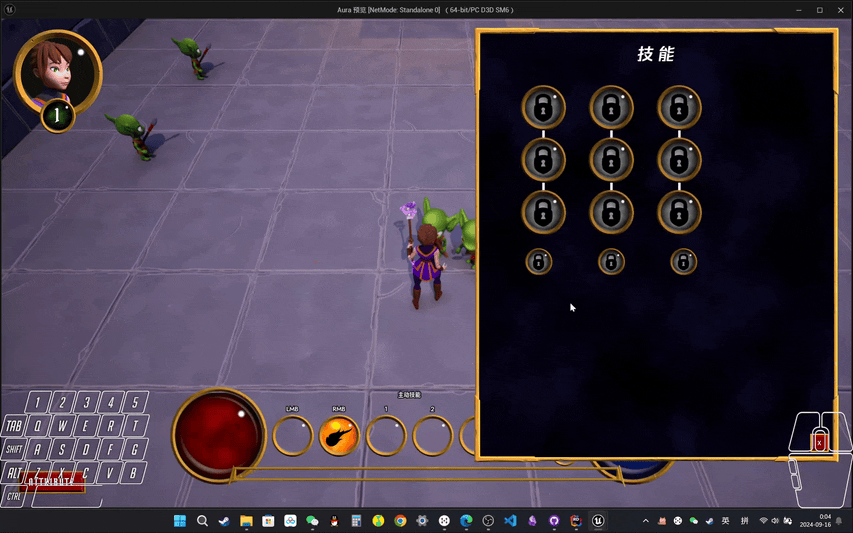 Aura 预览 [NetMode: Standalone 0] ( 64-bit/PC D3D SM6 )
技能
1
主动技能
LMB
RMB
1
2
1 2 3 4 5
TAB Q W E R T
SHIFT A S D F G
ALT Z X C V B
ATTRIBUTE
CTRL
X
英
拼
0:04
2024-09-16